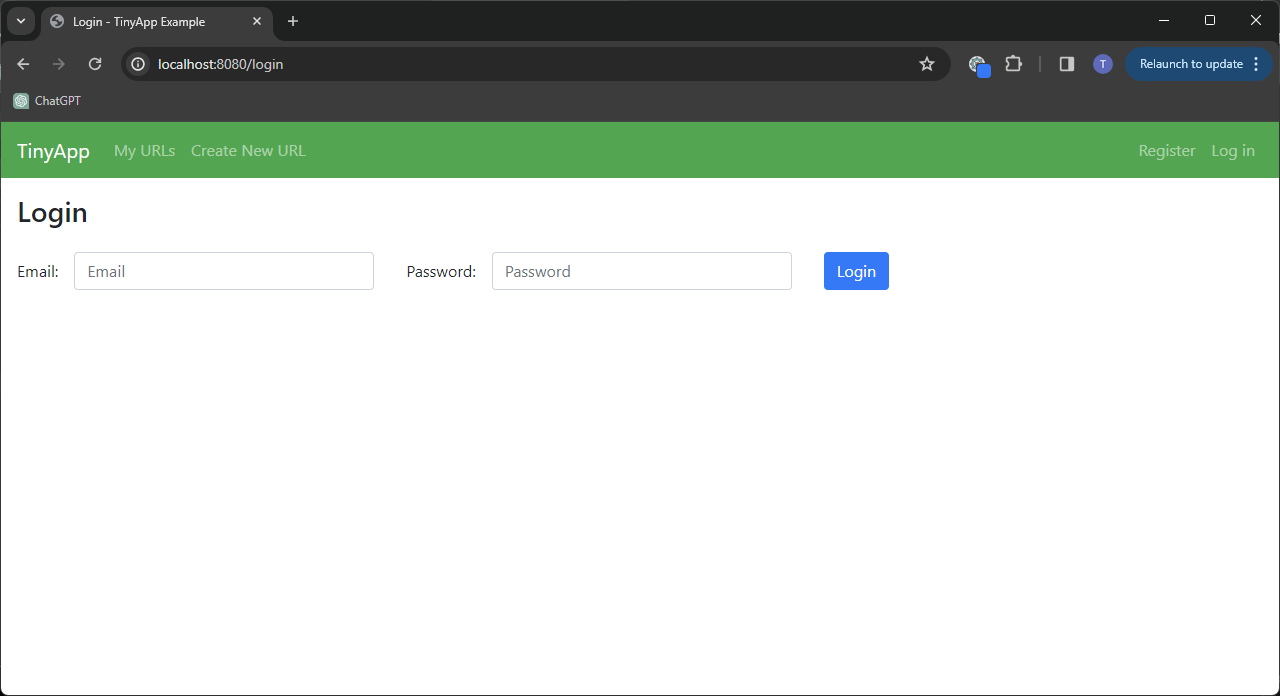 Login - TinyApp Example
localhost:8080/login
T
Relaunch to update
ChatGPT
TinyApp My URLs Create New URL Register Log in
Login
Email: Email Password: Password Login